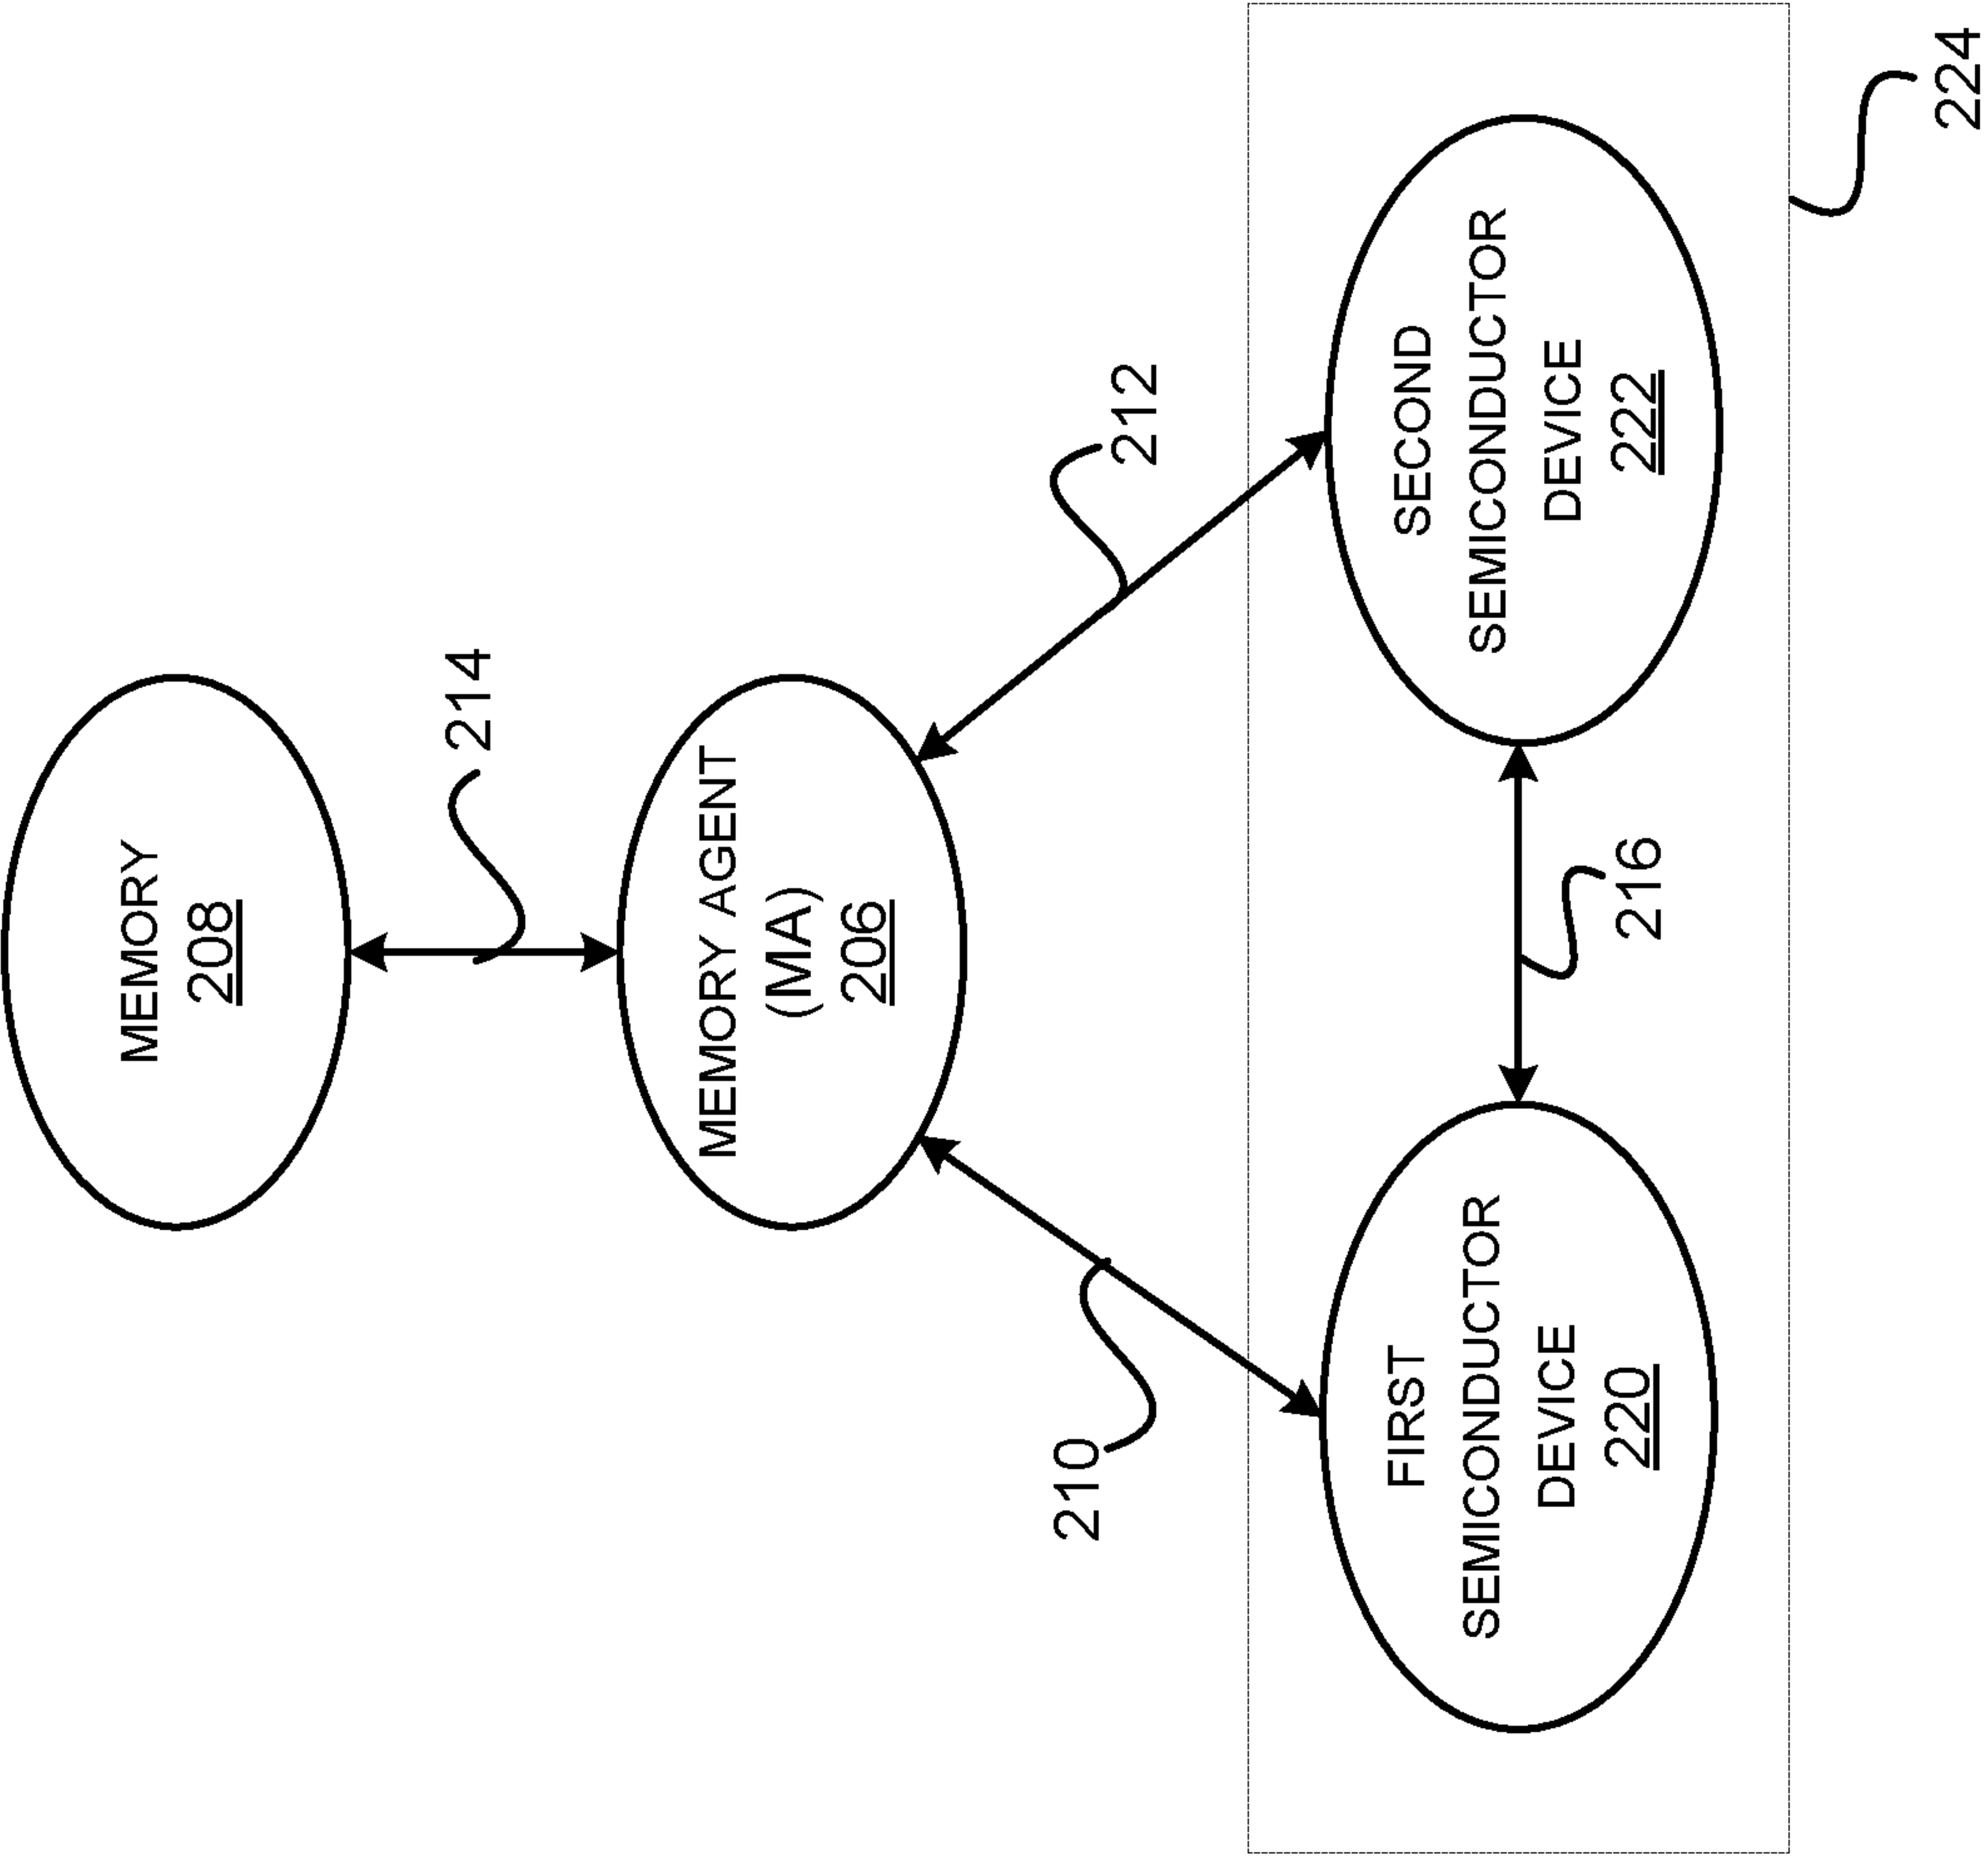 MEMORY
208
214
MEMORY AGENT
(MA)
206
210
212
FIRST
SEMICONDUCTOR
DEVICE
220
216
SECOND
SEMICONDUCTOR
DEVICE
222
224